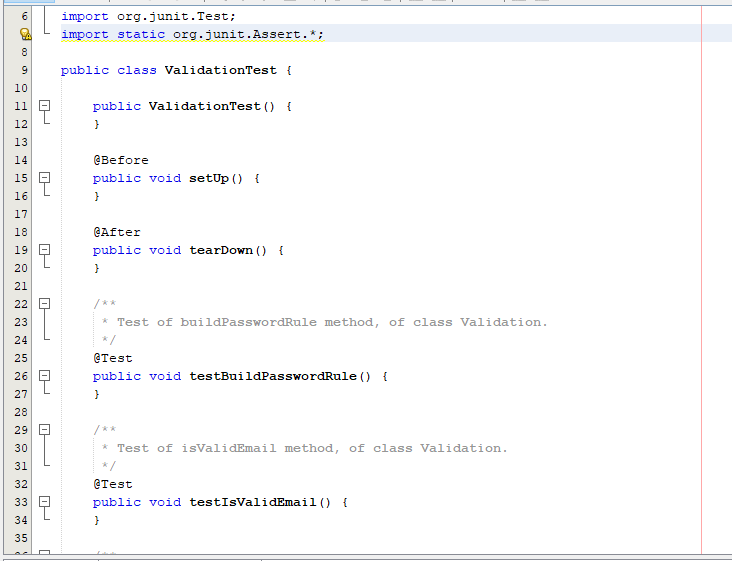 6 import org.junit.Test;
import static org.junit.Assert.*;
8
9 public class ValidationTest {
10
11 public ValidationTest() {
12 }
13
14 @Before
15 public void setUp() {
16 }
17
18 @After
19 public void tearDown() {
20 }
21
22 /**
23 * Test of buildPasswordRule method, of class Validation.
24 */
25 @Test
26 public void testBuildPasswordRule() {
27 }
28
29 /**
30 * Test of isValidEmail method, of class Validation.
31 */
32 @Test
33 public void testIsValidEmail() {
34 }
35